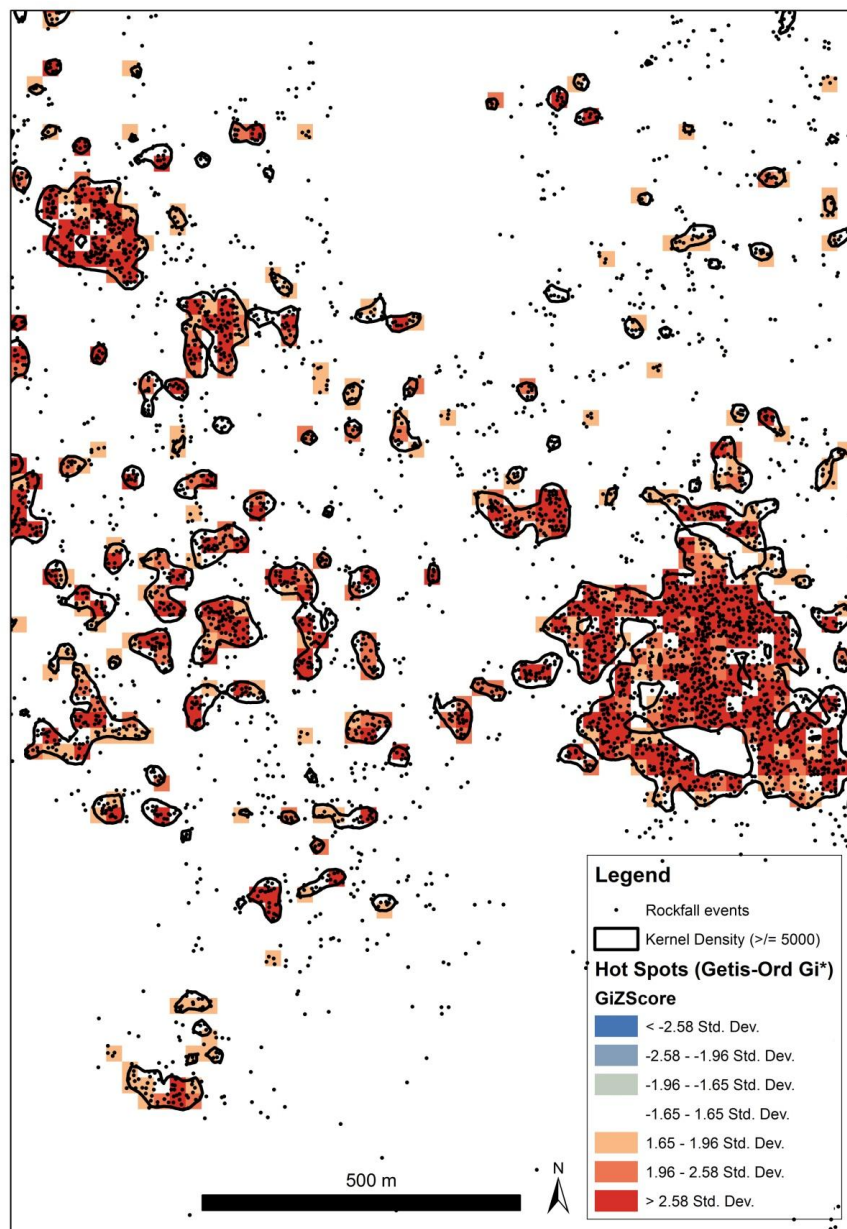 Legend
Rockfall events
Kernel Density (>/= 5000)
Hot Spots (Getis-Ord Gi*)
GiZScore
< -2.58 Std. Dev.
-2.58 - -1.96 Std. Dev.
-1.96 - -1.65 Std. Dev.
-1.65 - 1.65 Std. Dev.
1.65 - 1.96 Std. Dev.
1.96 - 2.58 Std. Dev.
> 2.58 Std. Dev.
500 m
N